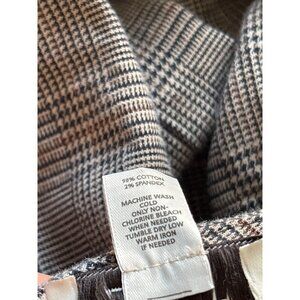 98% COTTON
2% SPANDEX
MACHINE WASH
COLD
ONLY NON-
CHLORINE BLEACH
WHEN NEEDED
TUMBLE DRY LOW
WARM IRON
IF NEEDED